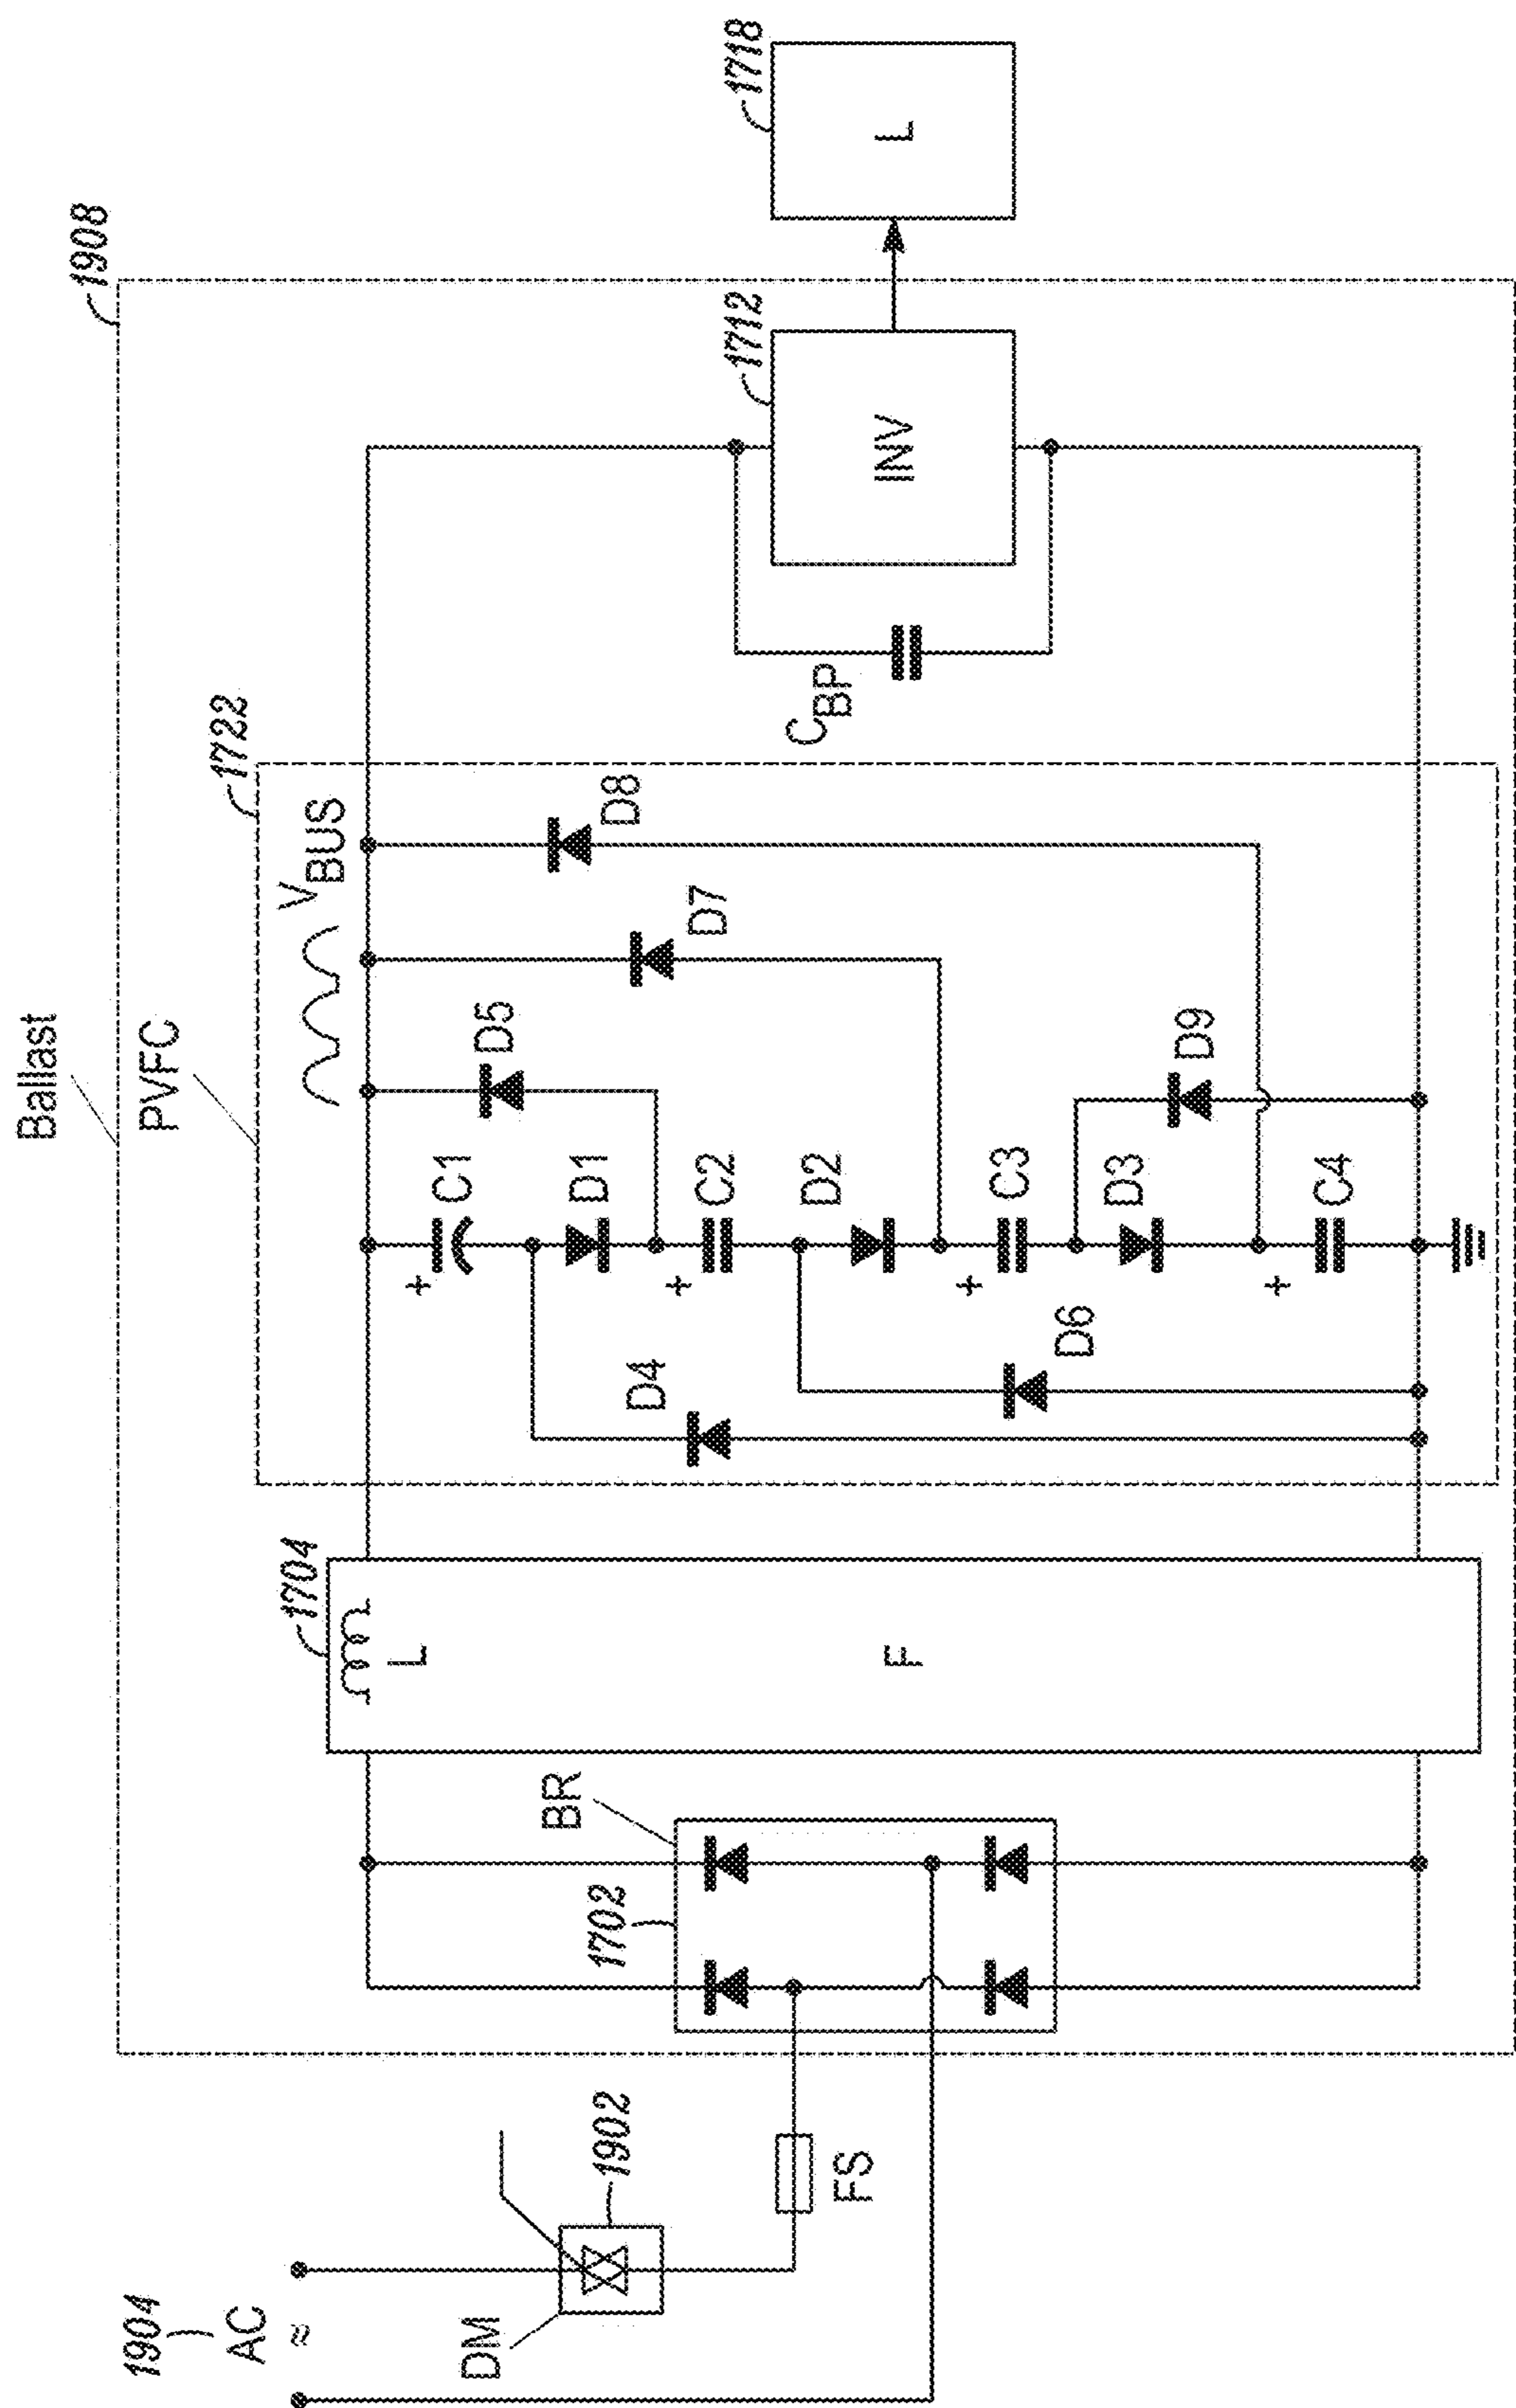 Ballast
1908
PVFC
1722
V
BUS
1904
AC
≈
DM
1902
FS
1702
BR
1704
L
F
+
C1
D1
+
C2
D2
+
C3
D3
+
C4
D4
D5
D6
D7
D8
D9
C
BP
1712
INV
1718
L